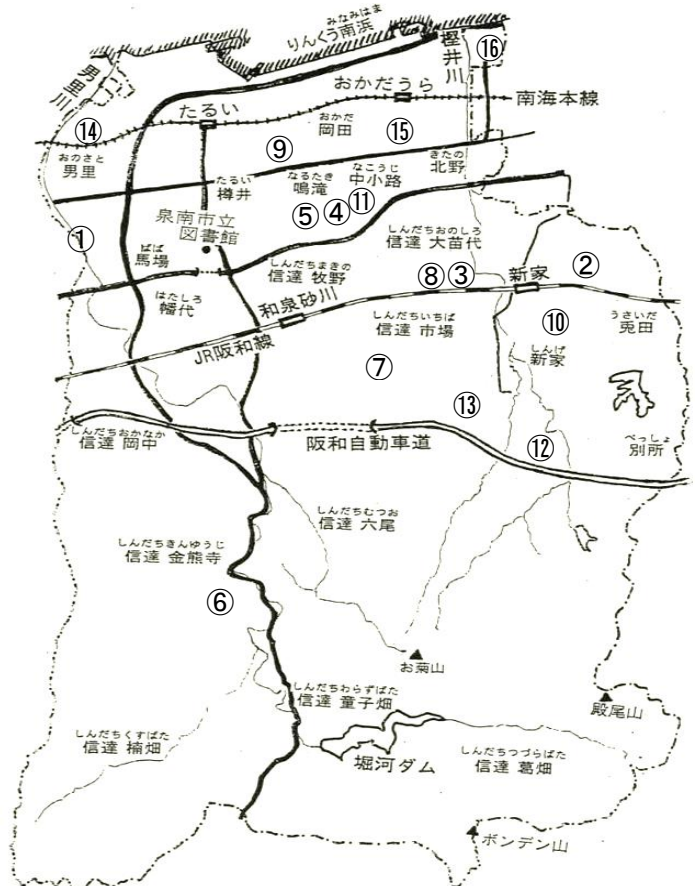 みなみはま
りんくう南浜
樫井川
⑯
男里川
おかだうら
南海本線
たるい
おかだ
岡田
⑭
⑮
⑨
おのさと
男里
なるたき
鳴滝
なこうじ
中小路
きたの
北野
たるい
樽井
⑪
⑤
④
泉南市立
図書館
①
ばば
馬場
しんだちおのしろ
信達 大苗代
しんだちまきの
信達 牧野
⑧
③
新家
②
はたしろ
幡代
和泉砂川
しんだちいちば
信達 市場
⑩
うさいだ
兎田
JR阪和線
しんげ
新家
⑦
⑬
しんだちおかなか
信達 岡中
阪和自動車道
⑫
べっしょ
別所
しんだちむつお
信達 六尾
しんだちきんゆうじ
信達 金熊寺
⑥
お菊山
しんだちわらずばた
信達 童子畑
殿尾山
しんだちくすばた
信達 楠畑
堀河ダム
しんだちつづらばた
信達 葛畑
ボンデン山